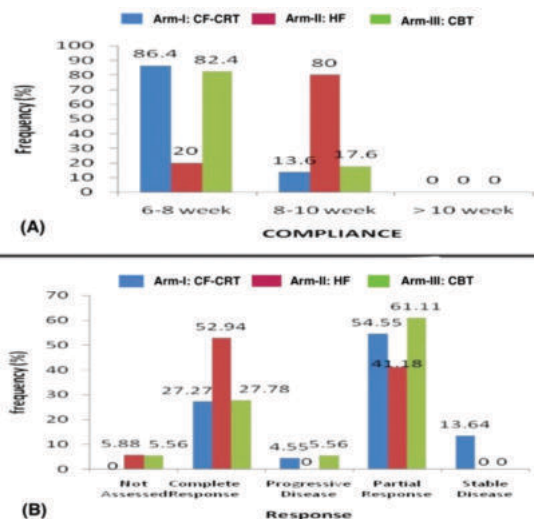 Arm-I: CF-CRT Arm-II: HF Arm-III: CBT
Frequency (%)
100
90
80
70
60
50
40
30
20
10
0
86.4 20 82.4
13.6 80 17.6
0 0 0
6-8 week 8-10 week > 10 week
COMPLIANCE
(A)
Arm-I: CF-CRT Arm-II: HF Arm-III: CBT
frequency (%)
70
60
50
40
30
20
10
0
0 5.88 5.56
27.27 52.94 27.78
4.55 0 5.56
54.55 41.18 61.11
13.64 0 0
Not Complete Progressive Partial Stable
Assessed Response Disease Response Disease
Response
(B)